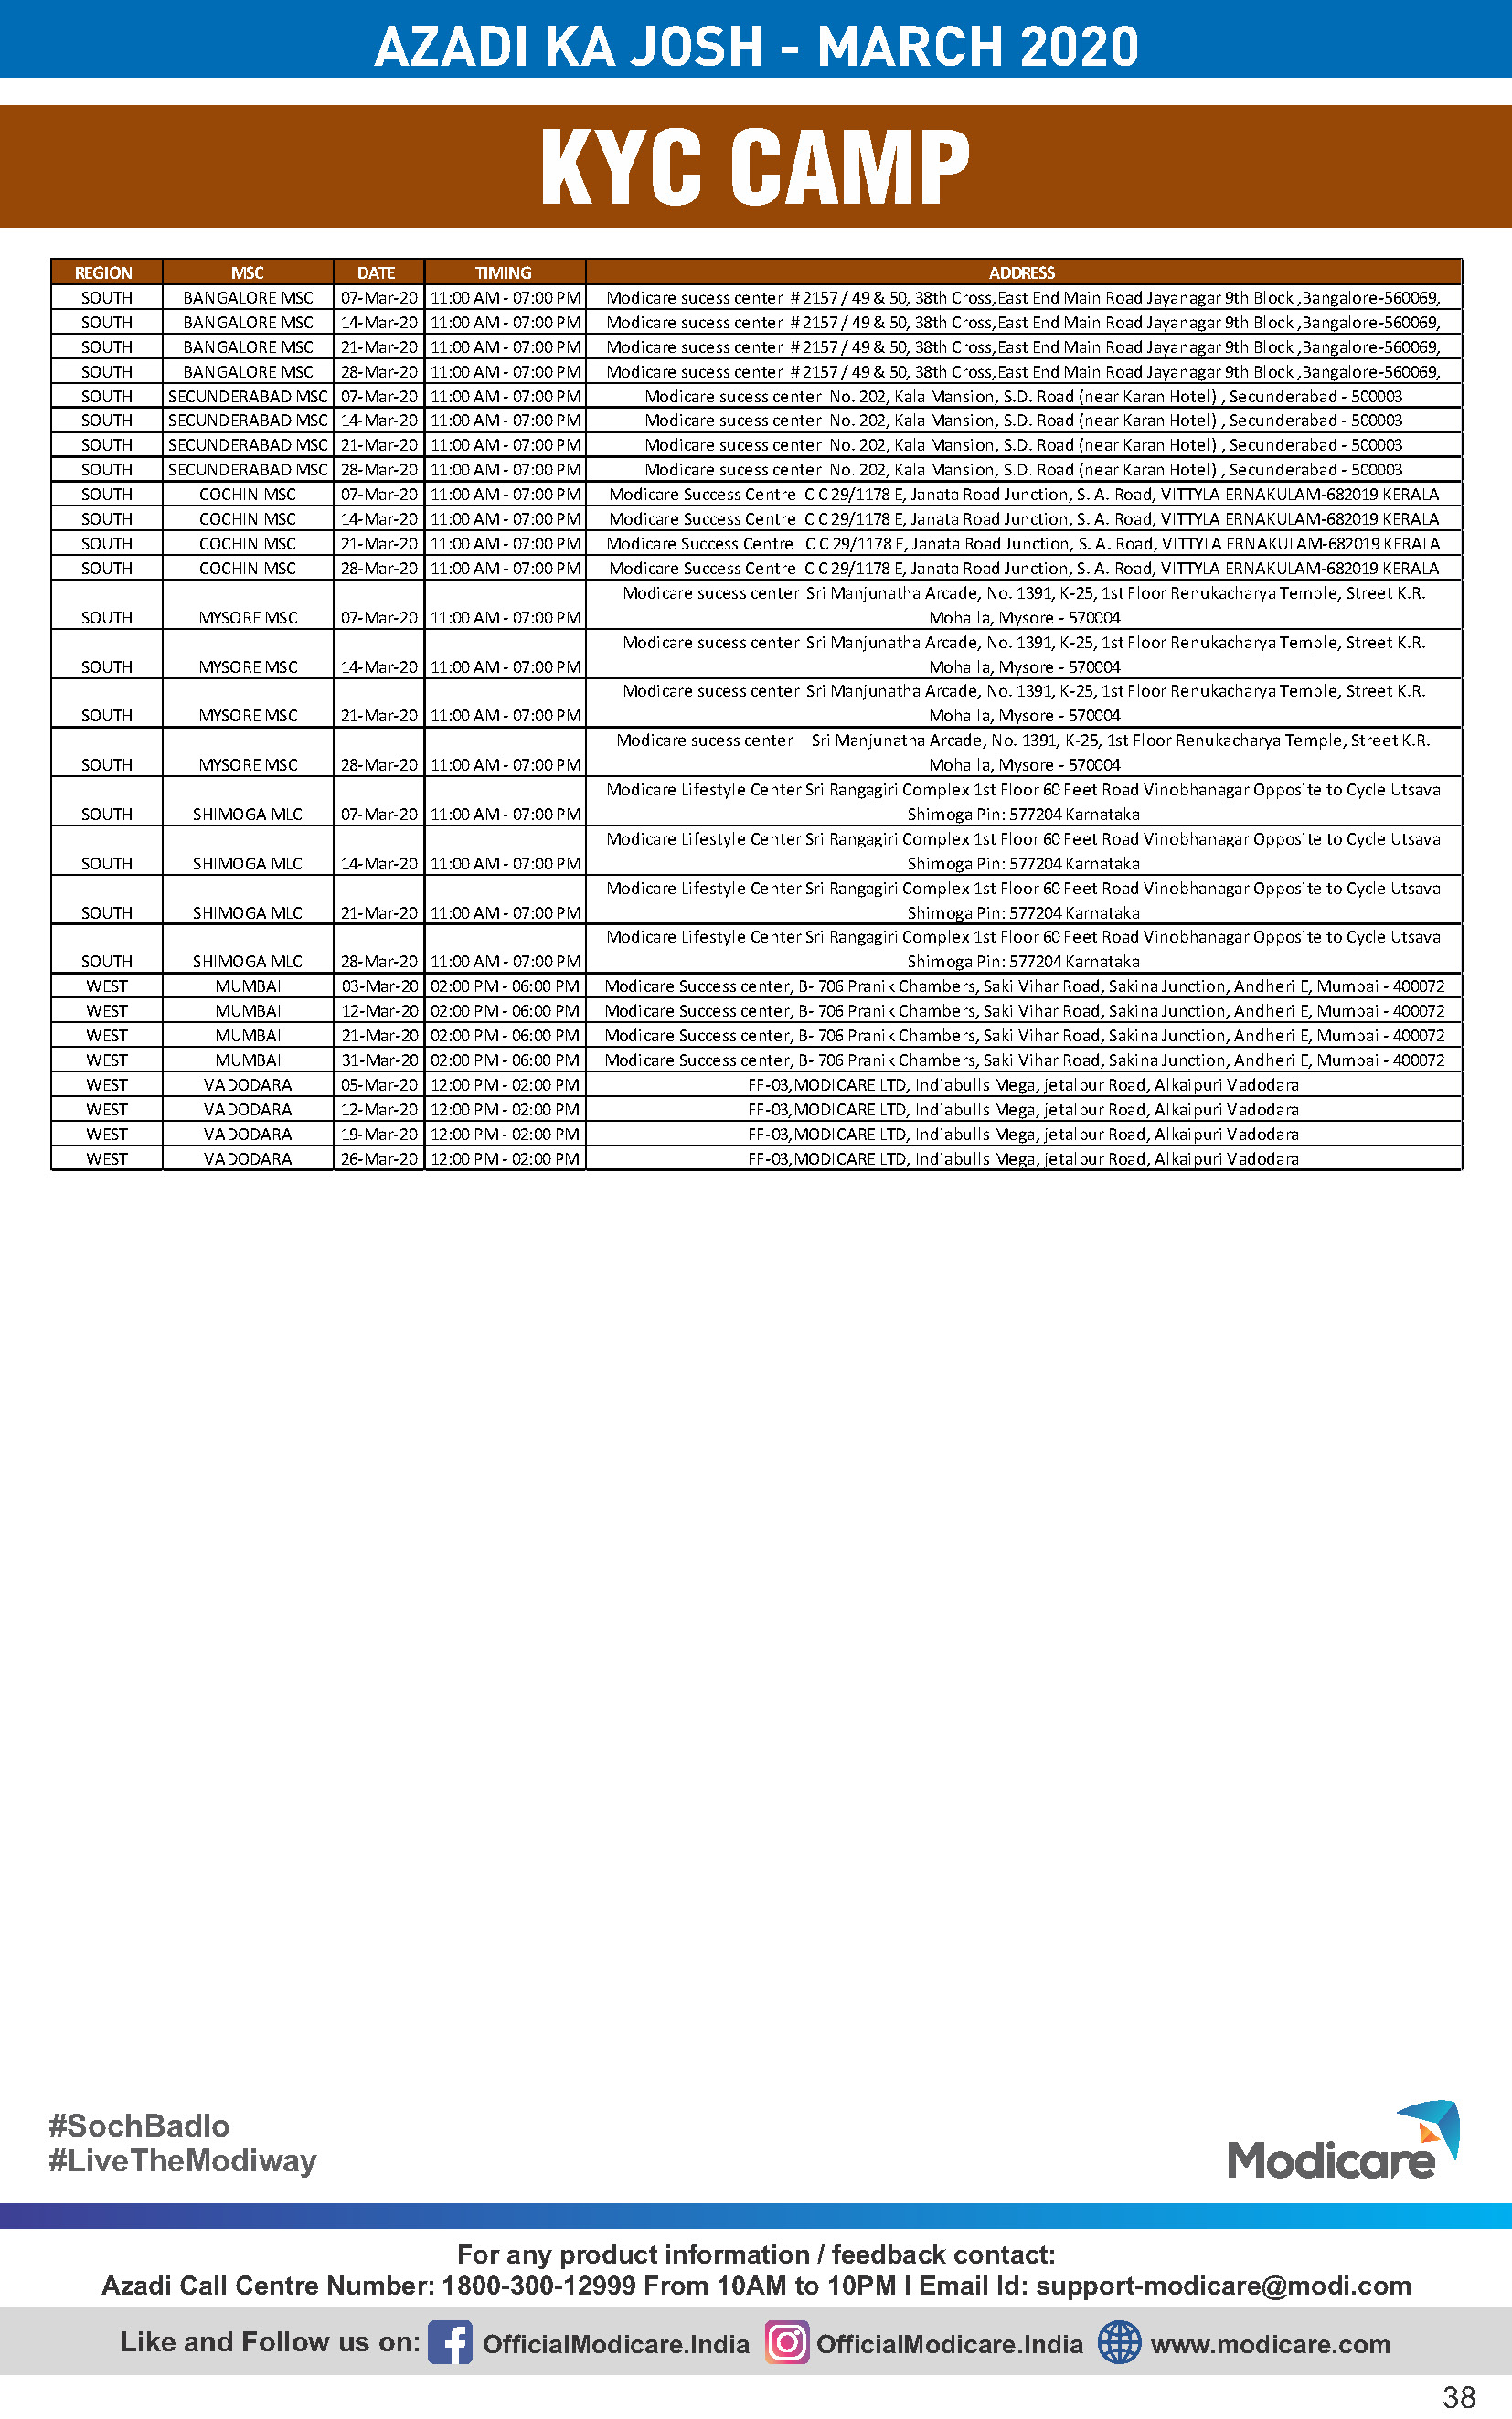 AZADI KA JOSH - MARCH 2020
KYC CAMP
REGION MSC DATE TIMING ADDRESS
SOUTH BANGALORE MSC 07-Mar-20 11:00 AM - 07:00 PM Modicare sucess center # 2157 / 49 & 50, 38th Cross,East End Main Road Jayanagar 9th Block ,Bangalore-560069,
SOUTH BANGALORE MSC 14-Mar-20 11:00 AM - 07:00 PM Modicare sucess center # 2157 / 49 & 50, 38th Cross,East End Main Road Jayanagar 9th Block ,Bangalore-560069,
SOUTH BANGALORE MSC 21-Mar-20 11:00 AM - 07:00 PM Modicare sucess center # 2157 / 49 & 50, 38th Cross,East End Main Road Jayanagar 9th Block ,Bangalore-560069,
SOUTH BANGALORE MSC 28-Mar-20 11:00 AM - 07:00 PM Modicare sucess center # 2157 / 49 & 50, 38th Cross,East End Main Road Jayanagar 9th Block ,Bangalore-560069,
SOUTH SECUNDERABAD MSC 07-Mar-20 11:00 AM - 07:00 PM Modicare sucess center No. 202, Kala Mansion, S.D. Road (near Karan Hotel) , Secunderabad - 500003
SOUTH SECUNDERABAD MSC 14-Mar-20 11:00 AM - 07:00 PM Modicare sucess center No. 202, Kala Mansion, S.D. Road (near Karan Hotel) , Secunderabad - 500003
SOUTH SECUNDERABAD MSC 21-Mar-20 11:00 AM - 07:00 PM Modicare sucess center No. 202, Kala Mansion, S.D. Road (near Karan Hotel) , Secunderabad - 500003
SOUTH SECUNDERABAD MSC 28-Mar-20 11:00 AM - 07:00 PM Modicare sucess center No. 202, Kala Mansion, S.D. Road (near Karan Hotel) , Secunderabad - 500003
SOUTH COCHIN MSC 07-Mar-20 11:00 AM - 07:00 PM Modicare Success Centre C C 29/1178 E, Janata Road Junction, S. A. Road, VITTYLA ERNAKULAM-682019 KERALA
SOUTH COCHIN MSC 14-Mar-20 11:00 AM - 07:00 PM Modicare Success Centre C C 29/1178 E, Janata Road Junction, S. A. Road, VITTYLA ERNAKULAM-682019 KERALA
SOUTH COCHIN MSC 21-Mar-20 11:00 AM - 07:00 PM Modicare Success Centre C C 29/1178 E, Janata Road Junction, S. A. Road, VITTYLA ERNAKULAM-682019 KERALA
SOUTH COCHIN MSC 28-Mar-20 11:00 AM - 07:00 PM Modicare Success Centre C C 29/1178 E, Janata Road Junction, S. A. Road, VITTYLA ERNAKULAM-682019 KERALA
Modicare sucess center Sri Manjunatha Arcade, No. 1391, K-25, 1st Floor Renukacharya Temple, Street K.R.
SOUTH MYSORE MSC 07-Mar-20 11:00 AM - 07:00 PM Mohalla, Mysore - 570004
Modicare sucess center Sri Manjunatha Arcade, No. 1391, K-25, 1st Floor Renukacharya Temple, Street K.R.
SOUTH MYSORE MSC 14-Mar-20 11:00 AM - 07:00 PM Mohalla, Mysore - 570004
Modicare sucess center Sri Manjunatha Arcade, No. 1391, K-25, 1st Floor Renukacharya Temple, Street K.R.
SOUTH MYSORE MSC 21-Mar-20 11:00 AM - 07:00 PM Mohalla, Mysore - 570004
Modicare sucess center Sri Manjunatha Arcade, No. 1391, K-25, 1st Floor Renukacharya Temple, Street K.R.
SOUTH MYSORE MSC 28-Mar-20 11:00 AM - 07:00 PM Mohalla, Mysore - 570004
Modicare Lifestyle Center Sri Rangagiri Complex 1st Floor 60 Feet Road Vinobhanagar Opposite to Cycle Utsava
SOUTH SHIMOGA MLC 07-Mar-20 11:00 AM - 07:00 PM Shimoga Pin: 577204 Karnataka
Modicare Lifestyle Center Sri Rangagiri Complex 1st Floor 60 Feet Road Vinobhanagar Opposite to Cycle Utsava
SOUTH SHIMOGA MLC 14-Mar-20 11:00 AM - 07:00 PM Shimoga Pin: 577204 Karnataka
Modicare Lifestyle Center Sri Rangagiri Complex 1st Floor 60 Feet Road Vinobhanagar Opposite to Cycle Utsava
SOUTH SHIMOGA MLC 21-Mar-20 11:00 AM - 07:00 PM Shimoga Pin: 577204 Karnataka
Modicare Lifestyle Center Sri Rangagiri Complex 1st Floor 60 Feet Road Vinobhanagar Opposite to Cycle Utsava
SOUTH SHIMOGA MLC 28-Mar-20 11:00 AM - 07:00 PM Shimoga Pin: 577204 Karnataka
WEST MUMBAI 03-Mar-20 02:00 PM - 06:00 PM Modicare Success center, B- 706 Pranik Chambers, Saki Vihar Road, Sakina Junction, Andheri E, Mumbai - 400072
WEST MUMBAI 12-Mar-20 02:00 PM - 06:00 PM Modicare Success center, B- 706 Pranik Chambers, Saki Vihar Road, Sakina Junction, Andheri E, Mumbai - 400072
WEST MUMBAI 21-Mar-20 02:00 PM - 06:00 PM Modicare Success center, B- 706 Pranik Chambers, Saki Vihar Road, Sakina Junction, Andheri E, Mumbai - 400072
WEST MUMBAI 31-Mar-20 02:00 PM - 06:00 PM Modicare Success center, B- 706 Pranik Chambers, Saki Vihar Road, Sakina Junction, Andheri E, Mumbai - 400072
WEST VADODARA 05-Mar-20 12:00 PM - 02:00 PM FF-03,MODICARE LTD, Indiabulls Mega, jetalpur Road, Alkaipuri Vadodara
WEST VADODARA 12-Mar-20 12:00 PM - 02:00 PM FF-03,MODICARE LTD, Indiabulls Mega, jetalpur Road, Alkaipuri Vadodara
WEST VADODARA 19-Mar-20 12:00 PM - 02:00 PM FF-03,MODICARE LTD, Indiabulls Mega, jetalpur Road, Alkaipuri Vadodara
WEST VADODARA 26-Mar-20 12:00 PM - 02:00 PM FF-03,MODICARE LTD, Indiabulls Mega, jetalpur Road, Alkaipuri Vadodara
#SochBadlo
#LiveTheModiway
Modicare
For any product information / feedback contact:
Azadi Call Centre Number: 1800-300-12999 From 10AM to 10PM I Email Id: support-modicare@modi.com
Like and Follow us on: OfficialModicare.India OfficialModicare.India www.modicare.com
38